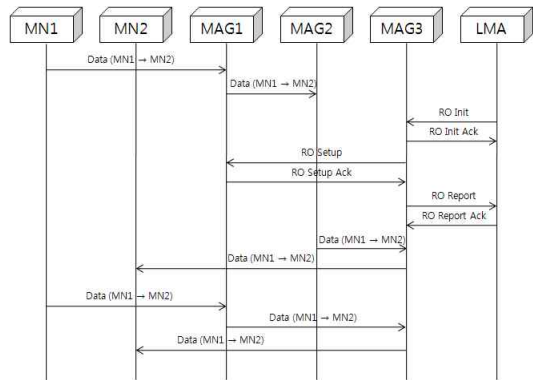 MN1 MN2 MAG1 MAG2 MAG3 LMA
Data (MN1 → MN2)
Data (MN1 → MN2)
RO Init
RO Init Ack
RO Setup
RO Setup Ack
RO Report
RO Report Ack
Data (MN1 → MN2)
Data (MN1 → MN2)
Data (MN1 → MN2)
Data (MN1 → MN2)
Data (MN1 → MN2)